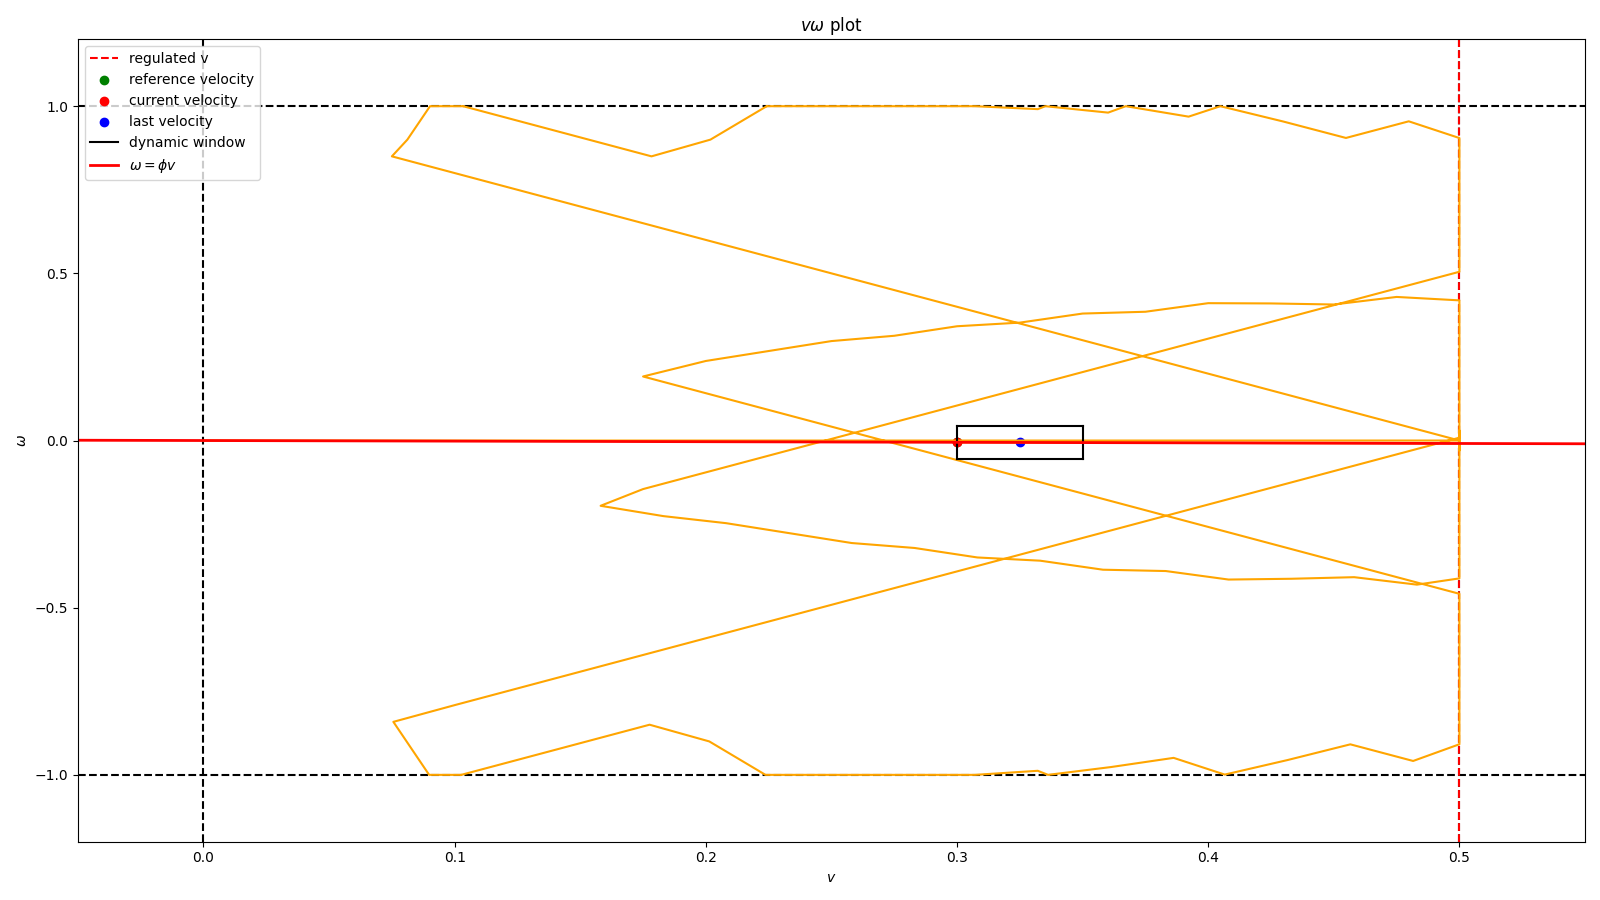 vω plot
regulated v
reference velocity
current velocity
last velocity
dynamic window
ω = ϕv
1.0
0.5
0.0
−0.5
−1.0
ω
0.0 0.1 0.2 0.3 0.4 0.5
v